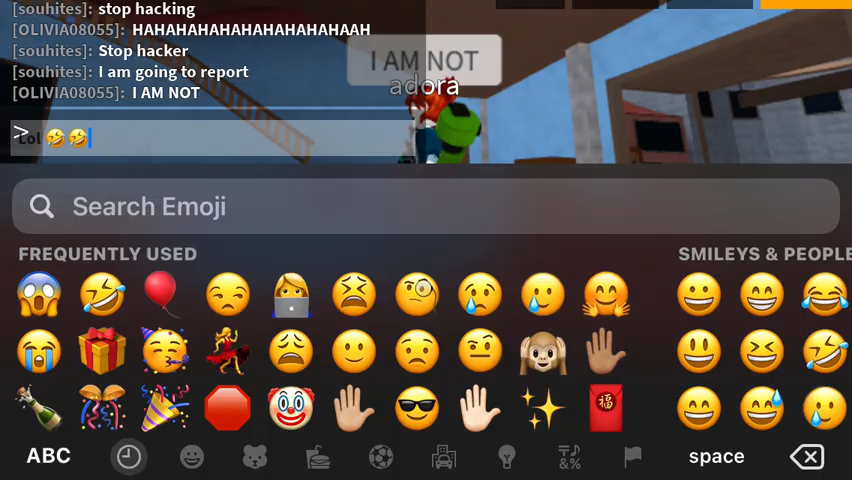 [souhites]: stop hacking
[OLIVIA08055]: HAHAHAHAHAHAHAHAHAHAAH
[souhites]: Stop hacker
[souhites]: I am going to report
[OLIVIA08055]: I AM NOT
I AM NOT
adora
> Lol 🤣🤣
Search Emoji
FREQUENTLY USED
SMILEYS & PEOPLE
福
ABC
&%
space